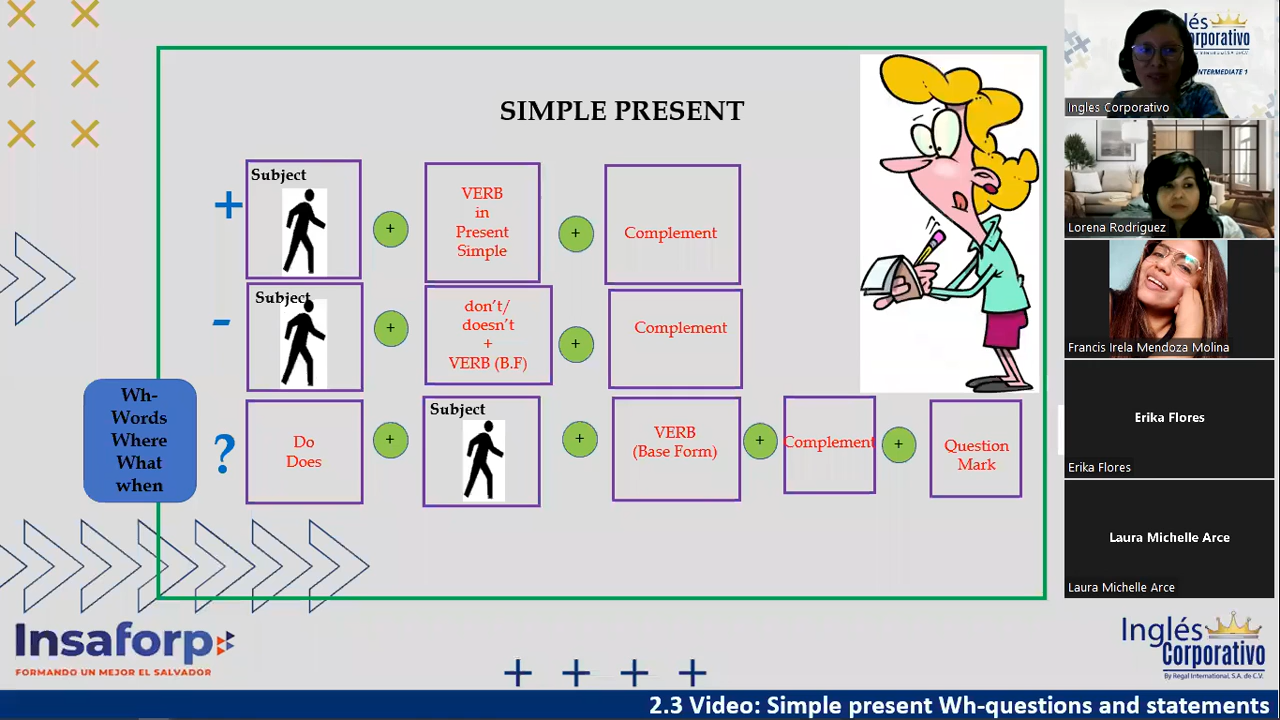 SIMPLE PRESENT
+
Subject
+
VERB
in
Present
Simple
+
Complement
-
Subject
+
don't/
doesn't
+
VERB (B.F)
+
Complement
Wh-
Words
Where
What
when
?
Do
Does
+
Subject
+
VERB
(Base Form)
+
Complement
+
Question
Mark
Insaforp
FORMANDO UN MEJOR EL SALVADOR
Inglés
Corporativo
By Regal International, S.A. de C.V.
2.3 Video: Simple present Wh-questions and statements
lés
rporativo
NTERMEDIATE 1
Ingles Corporativo
Lorena Rodriguez
Francis Irela Mendoza Molina
Erika Flores
Erika Flores
Laura Michelle Arce
Laura Michelle Arce